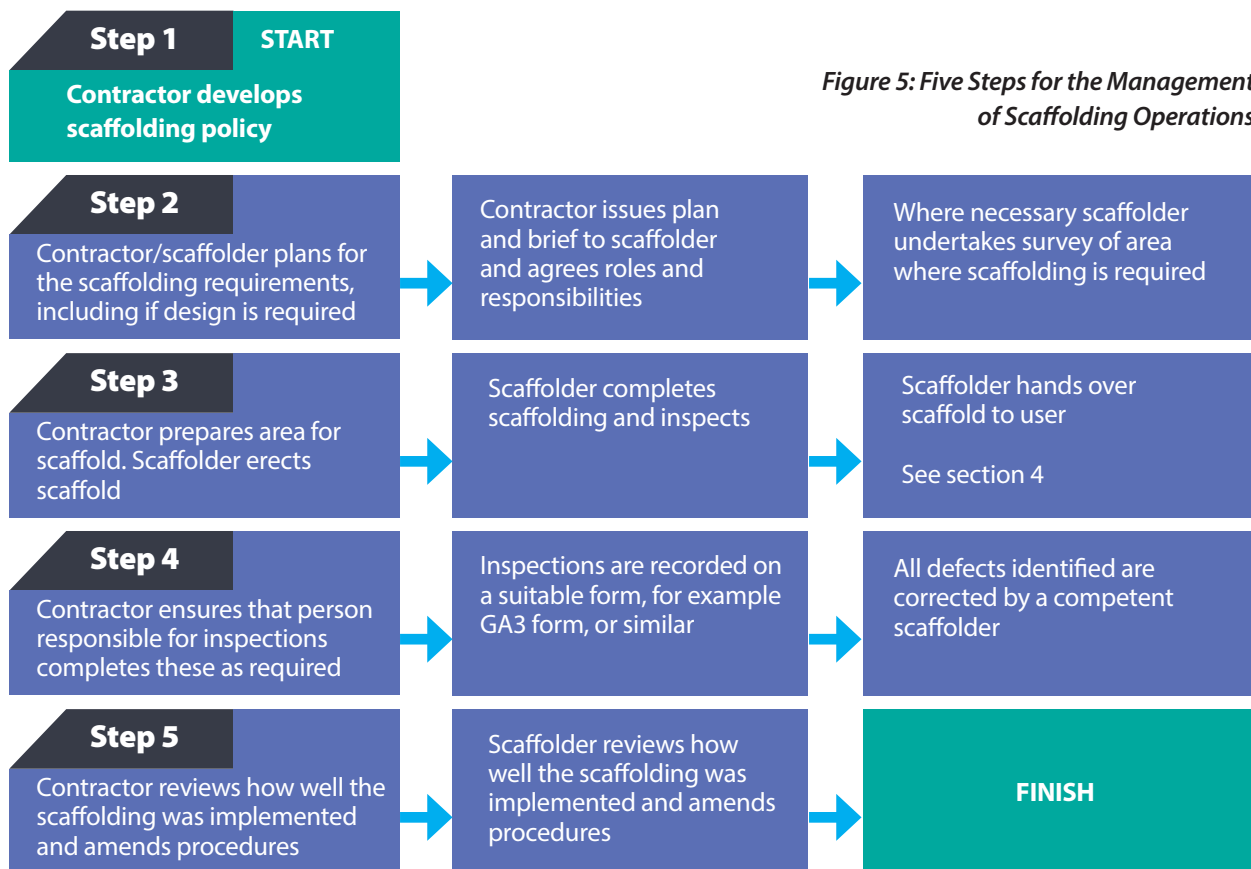 Step 1
START
Contractor develops
scaffolding policy
Figure 5: Five Steps for the Management
of Scaffolding Operations
Step 2
Contractor/scaffolder plans for
the scaffolding requirements,
including if design is required
Contractor issues plan
and brief to scaffolder
and agrees roles and
responsibilities
Where necessary scaffolder
undertakes survey of area
where scaffolding is required
Step 3
Contractor prepares area for
scaffold. Scaffolder erects
scaffold
Scaffolder completes
scaffolding and inspects
Scaffolder hands over
scaffold to user
See section 4
Step 4
Contractor ensures that person
responsible for inspections
completes these as required
Inspections are recorded on
a suitable form, for example
GA3 form, or similar
All defects identified are
corrected by a competent
scaffolder
Step 5
Contractor reviews how well the
scaffolding was implemented
and amends procedures
Scaffolder reviews how
well the scaffolding was
implemented and amends
procedures
FINISH